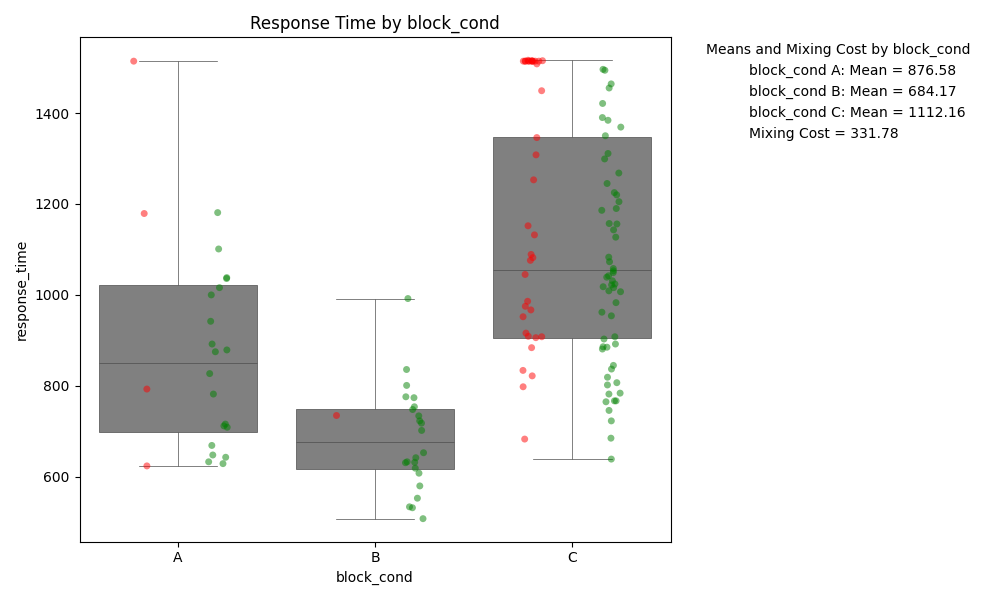 Response Time by block_cond
Means and Mixing Cost by block_cond
block_cond A: Mean = 876.58
block_cond B: Mean = 684.17
block_cond C: Mean = 1112.16
Mixing Cost = 331.78
response_time
1400
1200
1000
800
600
A
B
C
block_cond